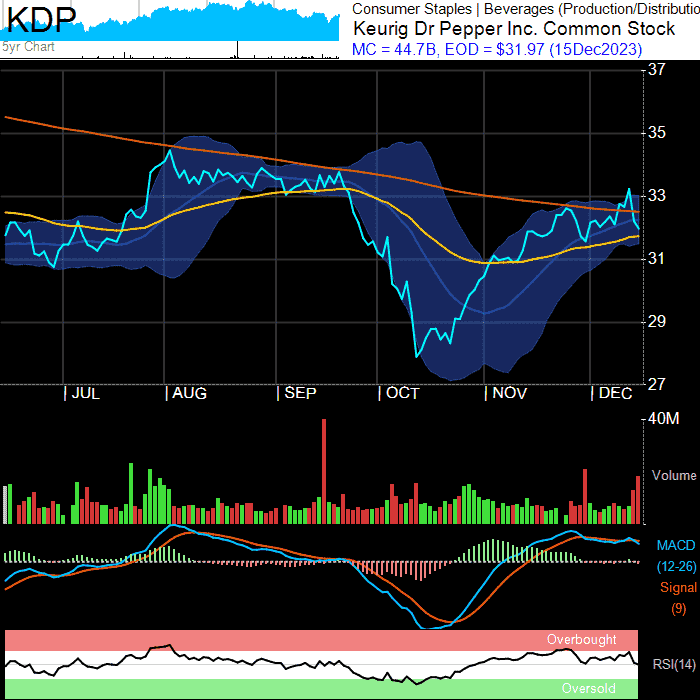 KDP
5yr Chart
Consumer Staples | Beverages (Production/Distributio
Keurig Dr Pepper Inc. Common Stock
MC = 44.7B, EOD = $31.97 (15Dec2023)
37
35
33
31
29
27
| JUL | AUG | SEP | OCT | NOV | DEC
40M
Volume
MACD
(12-26)
Signal
(9)
Overbought
RSI(14)
Oversold